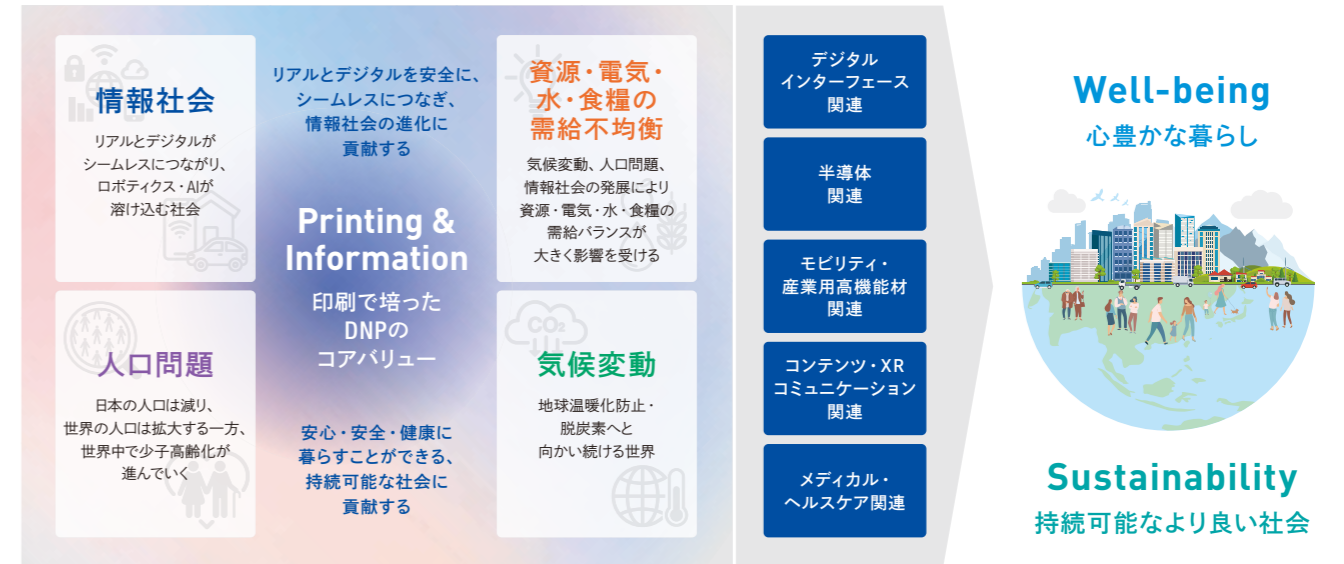 情報社会
リアルとデジタルが
シームレスにつながり、
ロボティクス・AIが
溶け込む社会
リアルとデジタルを安全に、
シームレスにつなぎ、
情報社会の進化に
貢献する
資源・電気・
水・食糧の
需給不均衡
気候変動、人口問題、
情報社会の発展により
資源・電気・水・食糧の
需給バランスが
大きく影響を受ける
Printing &
Information
印刷で培った
DNPの
コアバリュー
人口問題
日本の人口は減り、
世界の人口は拡大する一方、
世界中で少子高齢化が
進んでいく
安心・安全・健康に
暮らすことができる、
持続可能な社会に
貢献する
CO₂
気候変動
地球温暖化防止・
脱炭素へと
向かい続ける世界
デジタル
インターフェース
関連
半導体
関連
モビリティ・
産業用高機能材
関連
コンテンツ・XR
コミュニケーション
関連
メディカル・
ヘルスケア関連
Well-being
心豊かな暮らし
Sustainability
持続可能なより良い社会